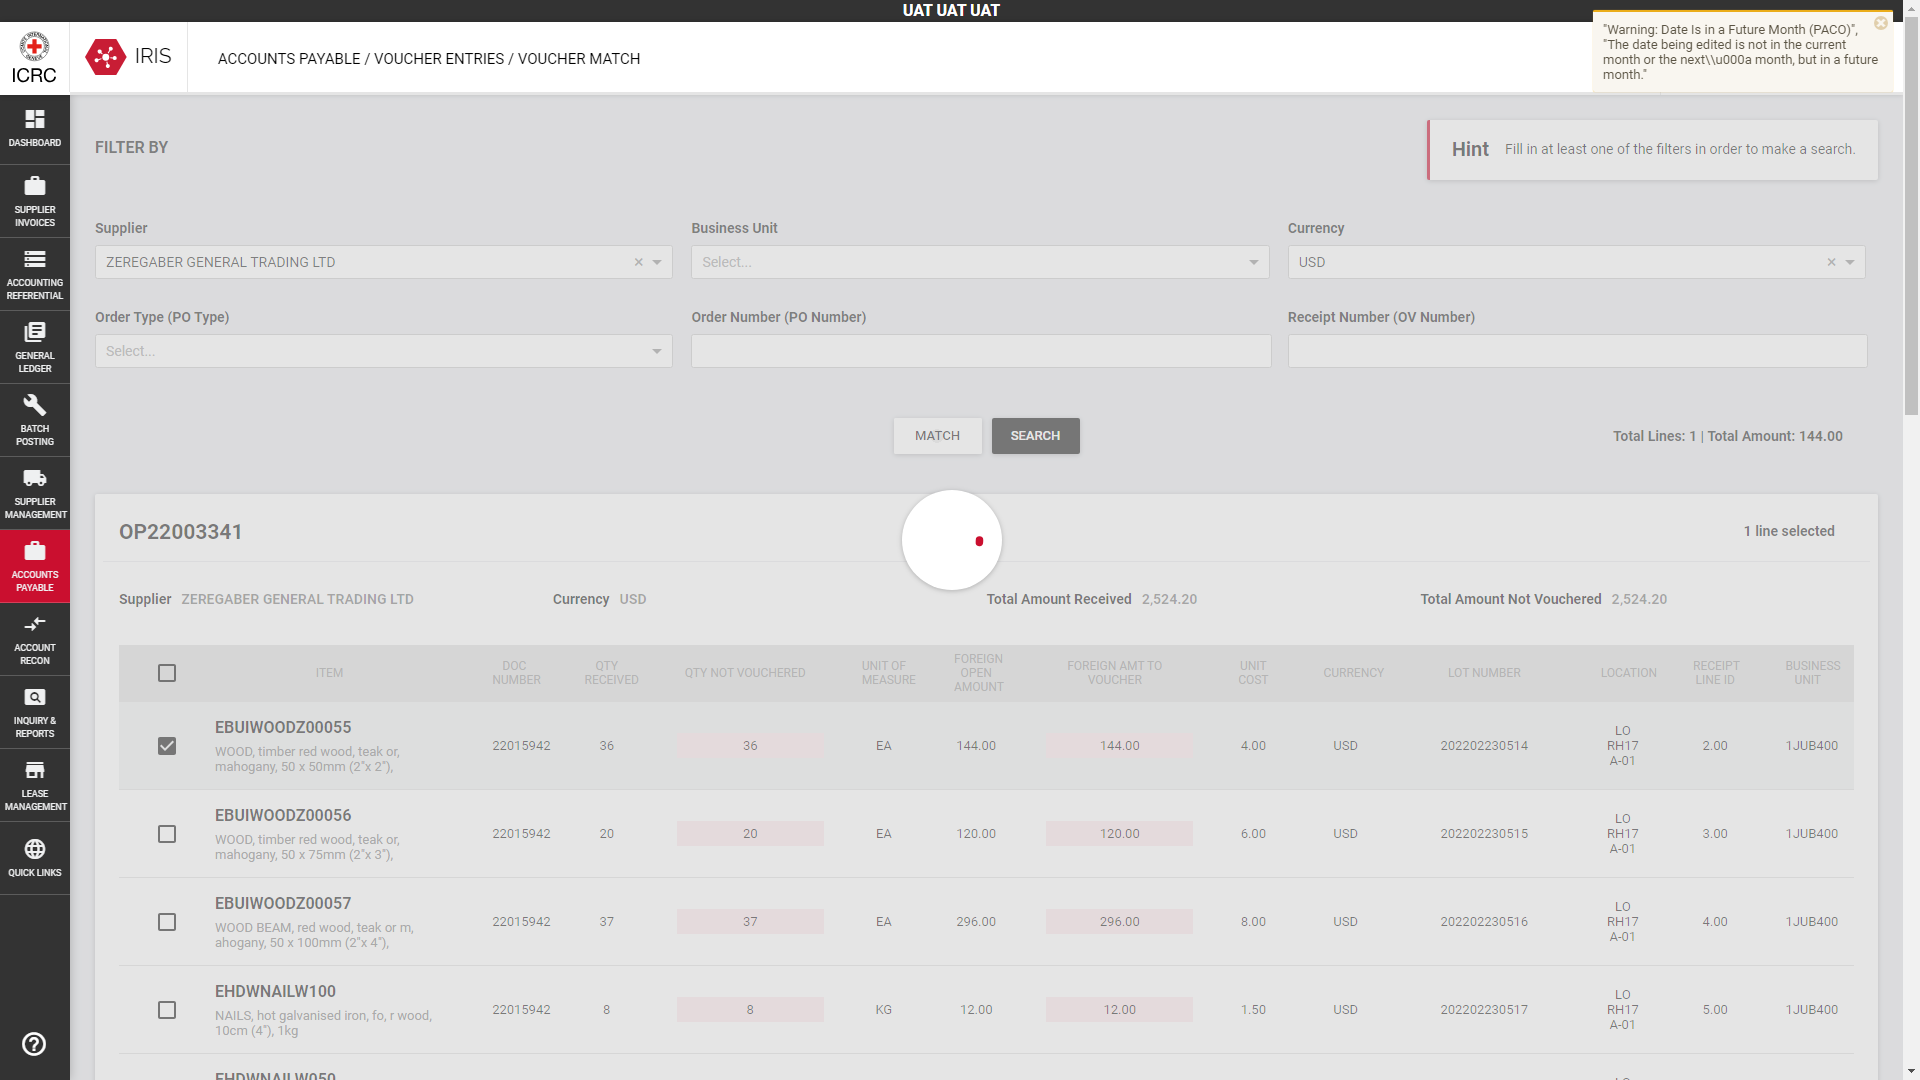 UAT UAT UAT
ICRC
IRIS
ACCOUNTS PAYABLE / VOUCHER ENTRIES / VOUCHER MATCH
"Warning: Date Is in a Future Month (PACO)",
"The date being edited is not in the current
month or the next\\u000a month, but in a future
month."
DASHBOARD
SUPPLIER
INVOICES
ACCOUNTING
REFERENTIAL
GENERAL
LEDGER
BATCH
POSTING
SUPPLIER
MANAGEMENT
ACCOUNTS
PAYABLE
ACCOUNT
RECON
INQUIRY &
REPORTS
LEASE
MANAGEMENT
QUICK LINKS
FILTER BY
Hint Fill in at least one of the filters in order to make a search.
Supplier Business Unit Currency
ZEREGABER GENERAL TRADING LTD Select... USD
Order Type (PO Type) Order Number (PO Number) Receipt Number (OV Number)
Select...
MATCH SEARCH Total Lines: 1 | Total Amount: 144.00
OP22003341 1 line selected
Supplier ZEREGABER GENERAL TRADING LTD Currency USD Total Amount Received 2,524.20 Total Amount Not Vouchered 2,524.20
ITEM
DOC
NUMBER
QTY
RECEIVED
QTY NOT VOUCHERED
UNIT OF
MEASURE
FOREIGN
OPEN
AMOUNT
FOREIGN AMT TO
VOUCHER
UNIT
COST
CURRENCY
LOT NUMBER
LOCATION
RECEIPT
LINE ID
BUSINESS
UNIT
EBUIWOODZ00055
WOOD, timber red wood, teak or,
mahogany, 50 x 50mm (2"x 2"),
22015942 36 36 EA 144.00 144.00 4.00 USD 202202230514
LO
RH17
A-01
2.00 1JUB400
EBUIWOODZ00056
WOOD, timber red wood, teak or,
mahogany, 50 x 75mm (2"x 3"),
22015942 20 20 EA 120.00 120.00 6.00 USD 202202230515
LO
RH17
A-01
3.00 1JUB400
EBUIWOODZ00057
WOOD BEAM, red wood, teak or m,
ahogany, 50 x 100mm (2"x 4"),
22015942 37 37 EA 296.00 296.00 8.00 USD 202202230516
LO
RH17
A-01
4.00 1JUB400
EHDWNAILW100
NAILS, hot galvanised iron, fo, r wood,
10cm (4"), 1kg
22015942 8 8 KG 12.00 12.00 1.50 USD 202202230517
LO
RH17
A-01
5.00 1JUB400
EHDWNAILW050